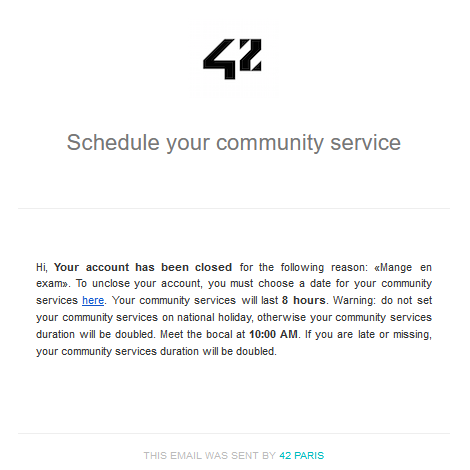 42
Schedule your community service
Hi, Your account has been closed for the following reason: «Mange en
exam». To unclose your account, you must choose a date for your community
services here. Your community services will last 8 hours. Warning: do not set
your community services on national holiday, otherwise your community services
duration will be doubled. Meet the bocal at 10:00 AM. If you are late or missing,
your community services duration will be doubled.
THIS EMAIL WAS SENT BY 42 PARIS